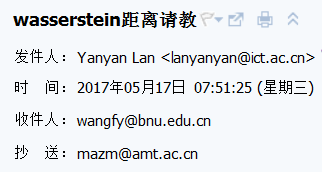 wasserstein距离请教
发件人：Yanyan Lan <lanyanyan@ict.ac.cn>
时 间：2017年05月17日 07:51:25 (星期三)
收件人：wangfy@bnu.edu.cn
抄 送：mazm@amt.ac.cn